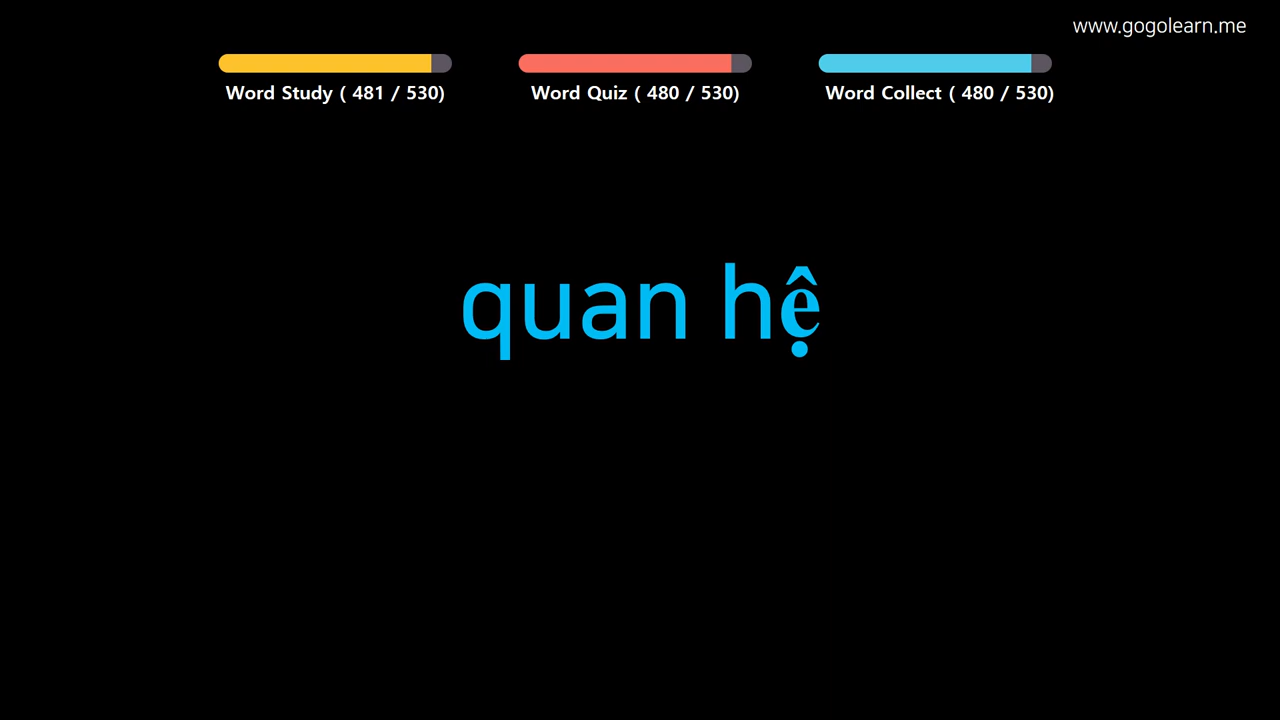 www.gogolearn.me
Word Study ( 481 / 530)
Word Quiz ( 480 / 530)
Word Collect ( 480 / 530)
quan hệ